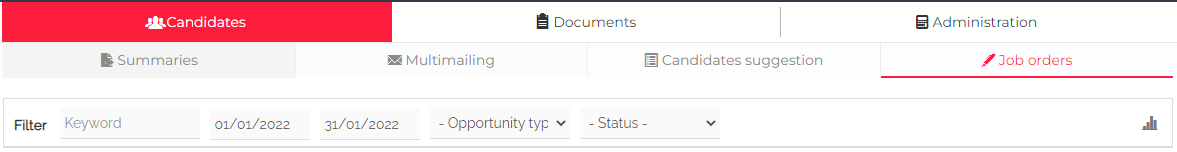 Candidates Documents Administration
Summaries Multimailing Candidates suggestion Job orders
Filter Keyword 01/01/2022 31/01/2022 - Opportunity typ - Status -